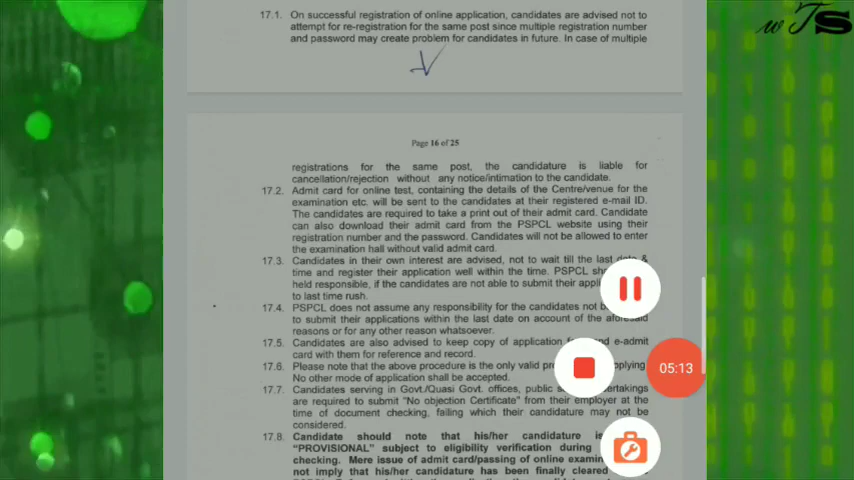 wTS
17.1. On successful registration of online application, candidates are advised not to
attempt for re-registration for the same post since multiple registration number
and password may create problem for candidates in future. In case of multiple
Page 16 of 25
registrations for the same post, the candidature is liable for
cancellation/rejection without any notice/intimation to the candidate.
17.2. Admit card for online test, containing the details of the Centre/venue for the
examination etc. will be sent to the candidates at their registered e-mail ID.
The candidates are required to take a print out of their admit card. Candidate
can also download their admit card from the PSPCL website using their
registration number and the password. Candidates will not be allowed to enter
the examination hall without valid admit card.
17.3. Candidates in their own interest are advised, not to wait till the last date &
time and register their application well within the time. PSPCL
held responsible, if the candidates are not able to submit their
to last time rush.
17.4. PSPCL does not assume any responsibility for the candidates not
to submit their applications within the last date on account of the aforesaid
reasons or for any other reason whatsoever.
17.5. Candidates are also advised to keep copy of application and e-admit
card with them for reference and record.
17.6. Please note that the above procedure is the only valid
No other mode of application shall be accepted.
17.7. Candidates serving in Govt./Quasi Govt. offices, public
are required to submit "No objection Certificate" from their employer at the
time of document checking, failing which their candidature may not be
considered.
17.8. Candidate should note that his/her candidature is
"PROVISIONAL" subject to eligibility verification during
checking. Mere issue of admit card/passing of online
not imply that his/her candidature has been finally cleared
05:13